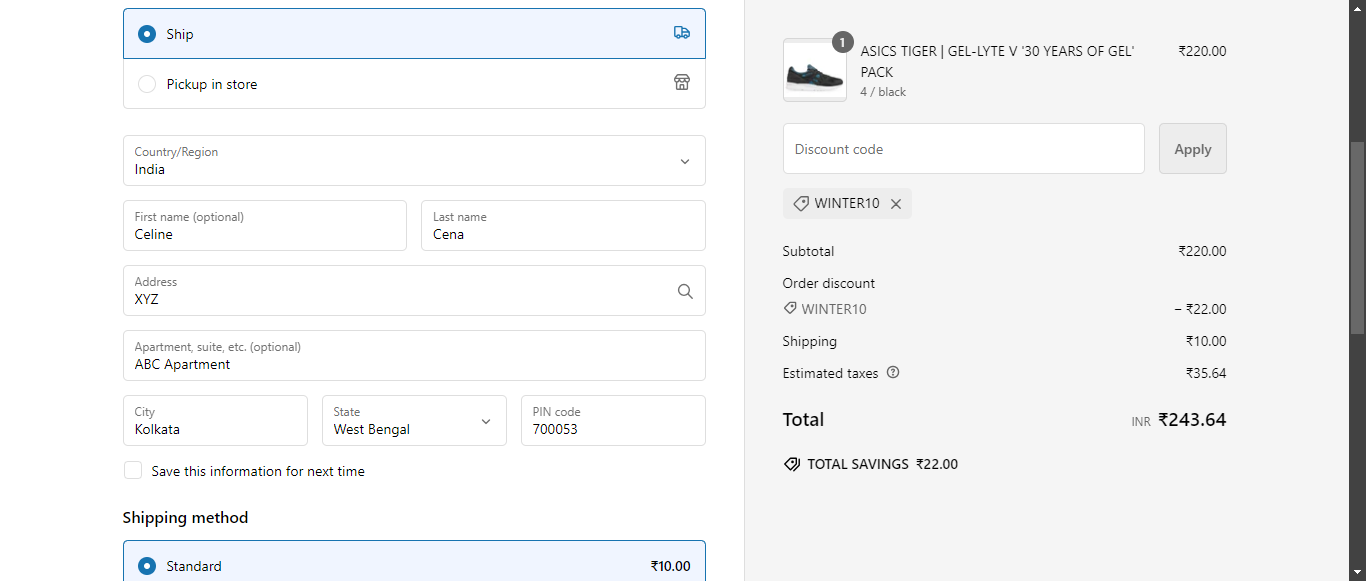 Ship
Pickup in store
Country/Region
India
First name (optional)
Celine
Last name
Cena
Address
XYZ
Apartment, suite, etc. (optional)
ABC Apartment
City
Kolkata
State
West Bengal
PIN code
700053
Save this information for next time
Shipping method
Standard ₹10.00
1
ASICS TIGER | GEL-LYTE V '30 YEARS OF GEL' ₹220.00
PACK
4 / black
Discount code
Apply
WINTER10
Subtotal ₹220.00
Order discount
WINTER10 − ₹22.00
Shipping ₹10.00
Estimated taxes ₹35.64
Total INR ₹243.64
TOTAL SAVINGS ₹22.00